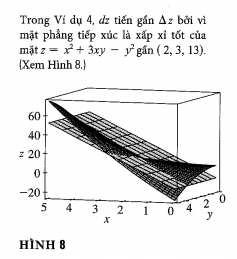 Trong Ví dụ 4, dz tiến gần Δz bởi vì
mặt phẳng tiếp xúc là xấp xỉ tốt của
mặt z = x² + 3xy − y² gần ( 2, 3, 13).
(Xem Hình 8.)
60
40
z 20
0
−20
5 4 3 2 1 0 4 2 0
x y
HÌNH 8